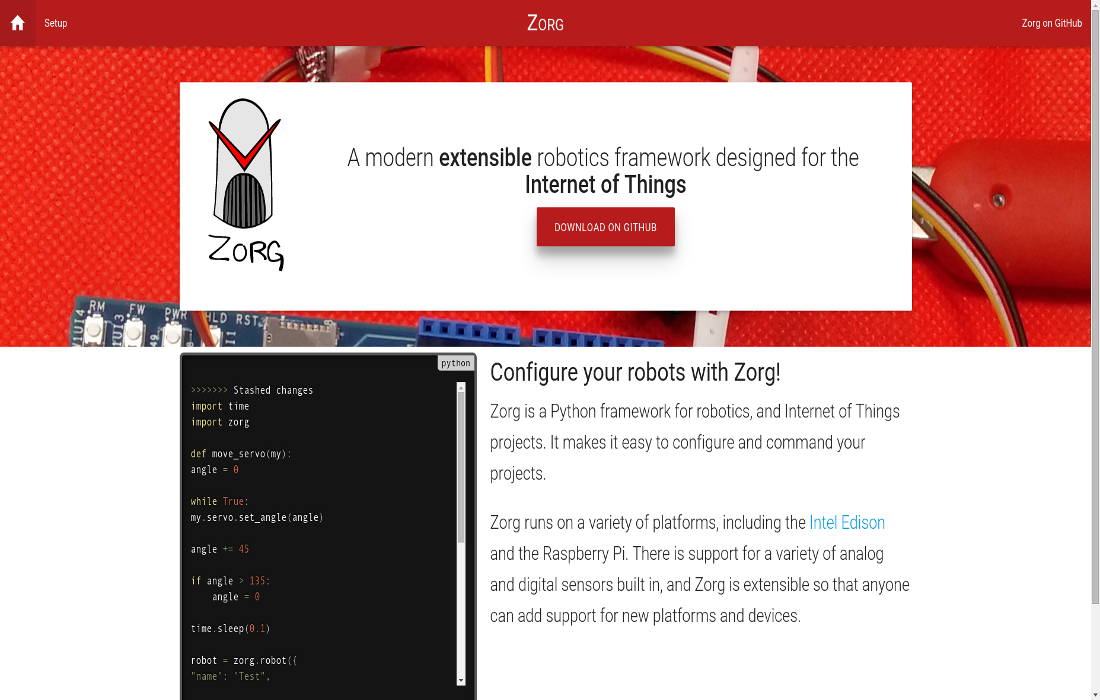 Setup
Zorg
Zorg on GitHub
ZORG
A modern extensible robotics framework designed for the
Internet of Things
DOWNLOAD ON GITHUB
RM FW PWR HLD RST
python
>>>>>>> Stashed changes
import time
import zorg
def move_servo(my):
angle = 0
while True:
my.servo.set_angle(angle)
angle += 45
if angle > 135:
    angle = 0
time.sleep(0.1)
robot = zorg.robot({
"name": "Test",
Configure your robots with Zorg!
Zorg is a Python framework for robotics, and Internet of Things
projects. It makes it easy to configure and command your
projects.
Zorg runs on a variety of platforms, including the Intel Edison
and the Raspberry Pi. There is support for a variety of analog
and digital sensors built in, and Zorg is extensible so that anyone
can add support for new platforms and devices.